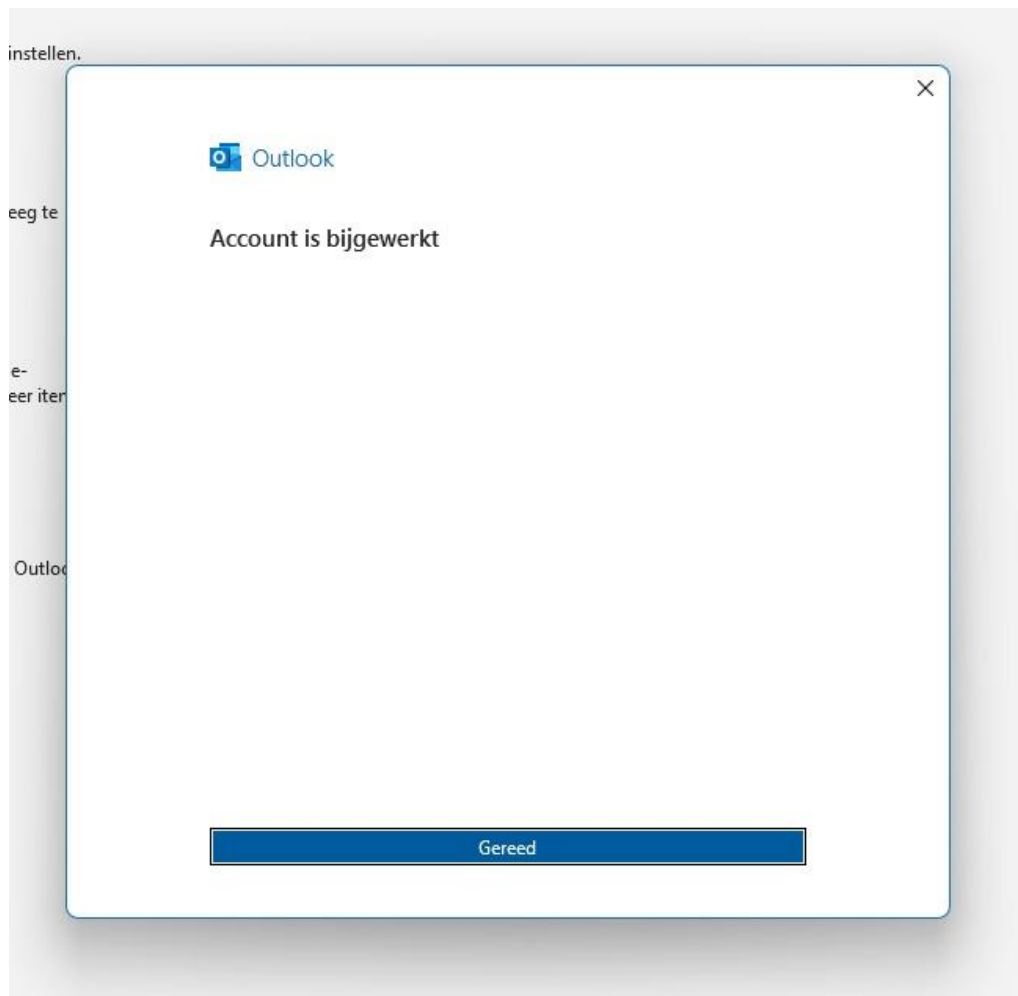 instellen.
Outlook
eeg te
Account is bijgewerkt
e-
eer iten
Outloo
Gereed